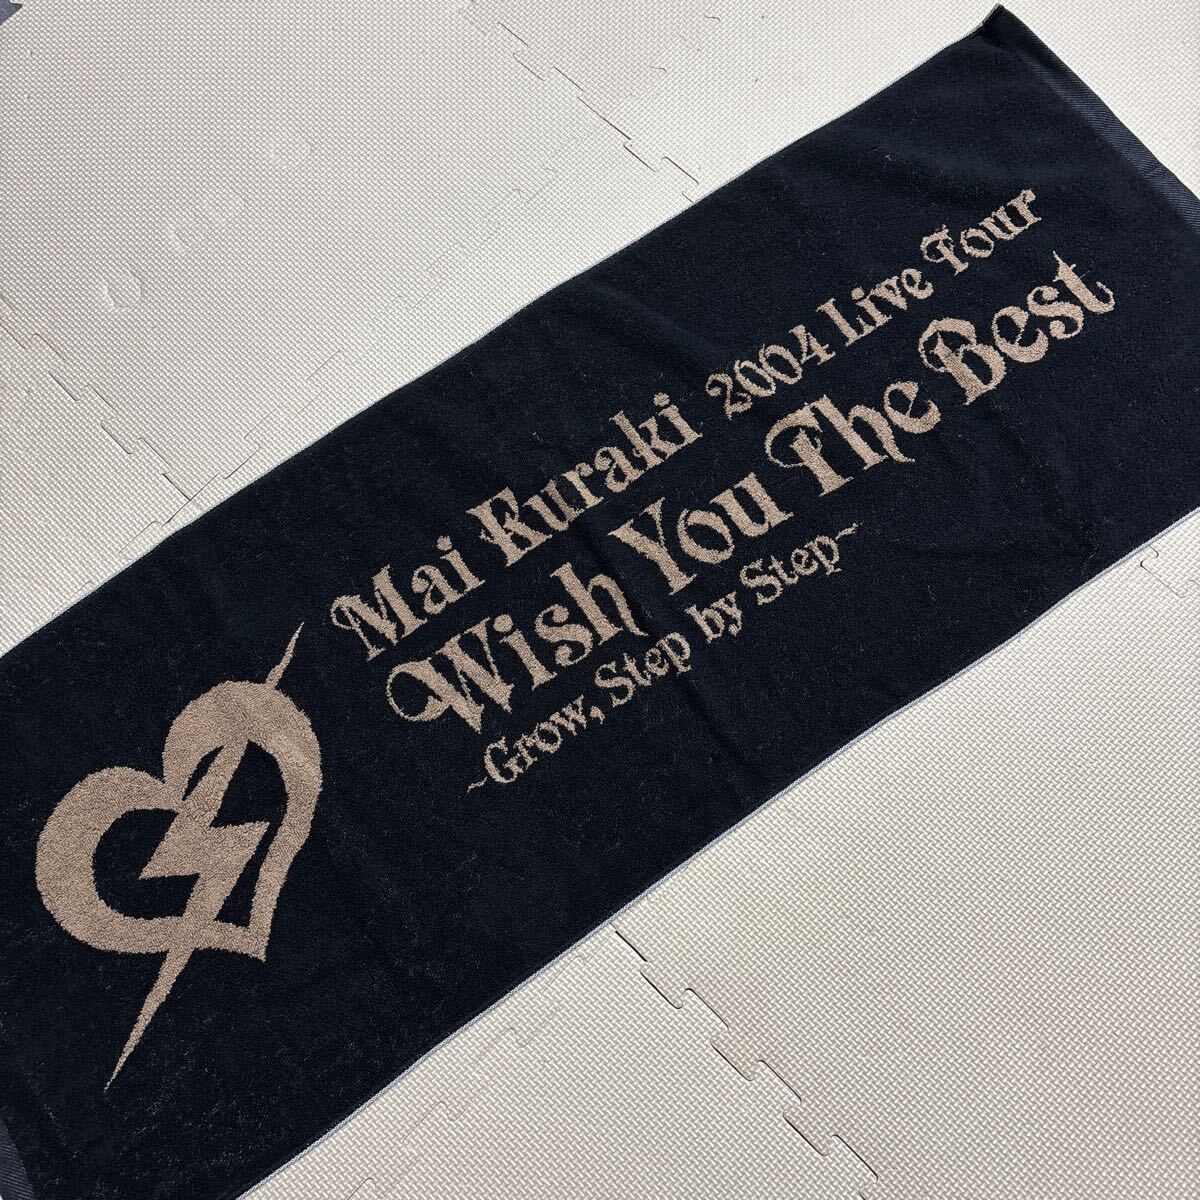 Mai Kuraki 2004 Live Tour
Wish You The Best
~Grow, Step by Step~